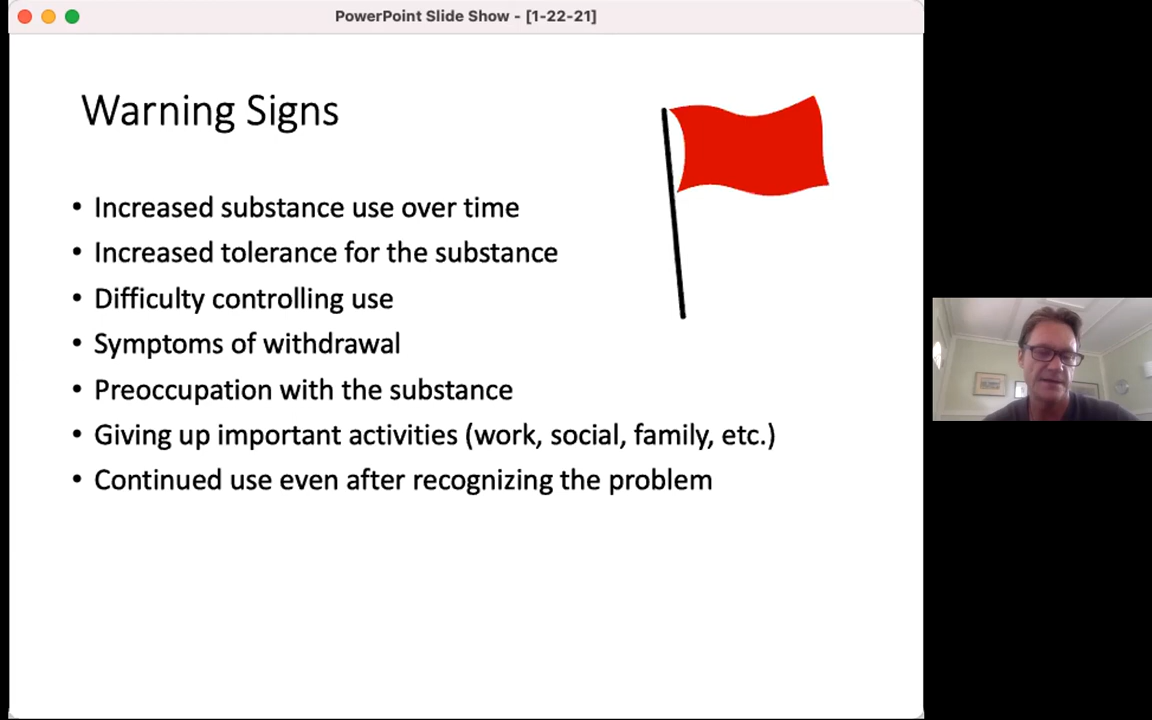 PowerPoint Slide Show - [1-22-21]
Warning Signs
• Increased substance use over time
• Increased tolerance for the substance
• Difficulty controlling use
• Symptoms of withdrawal
• Preoccupation with the substance
• Giving up important activities (work, social, family, etc.)
• Continued use even after recognizing the problem